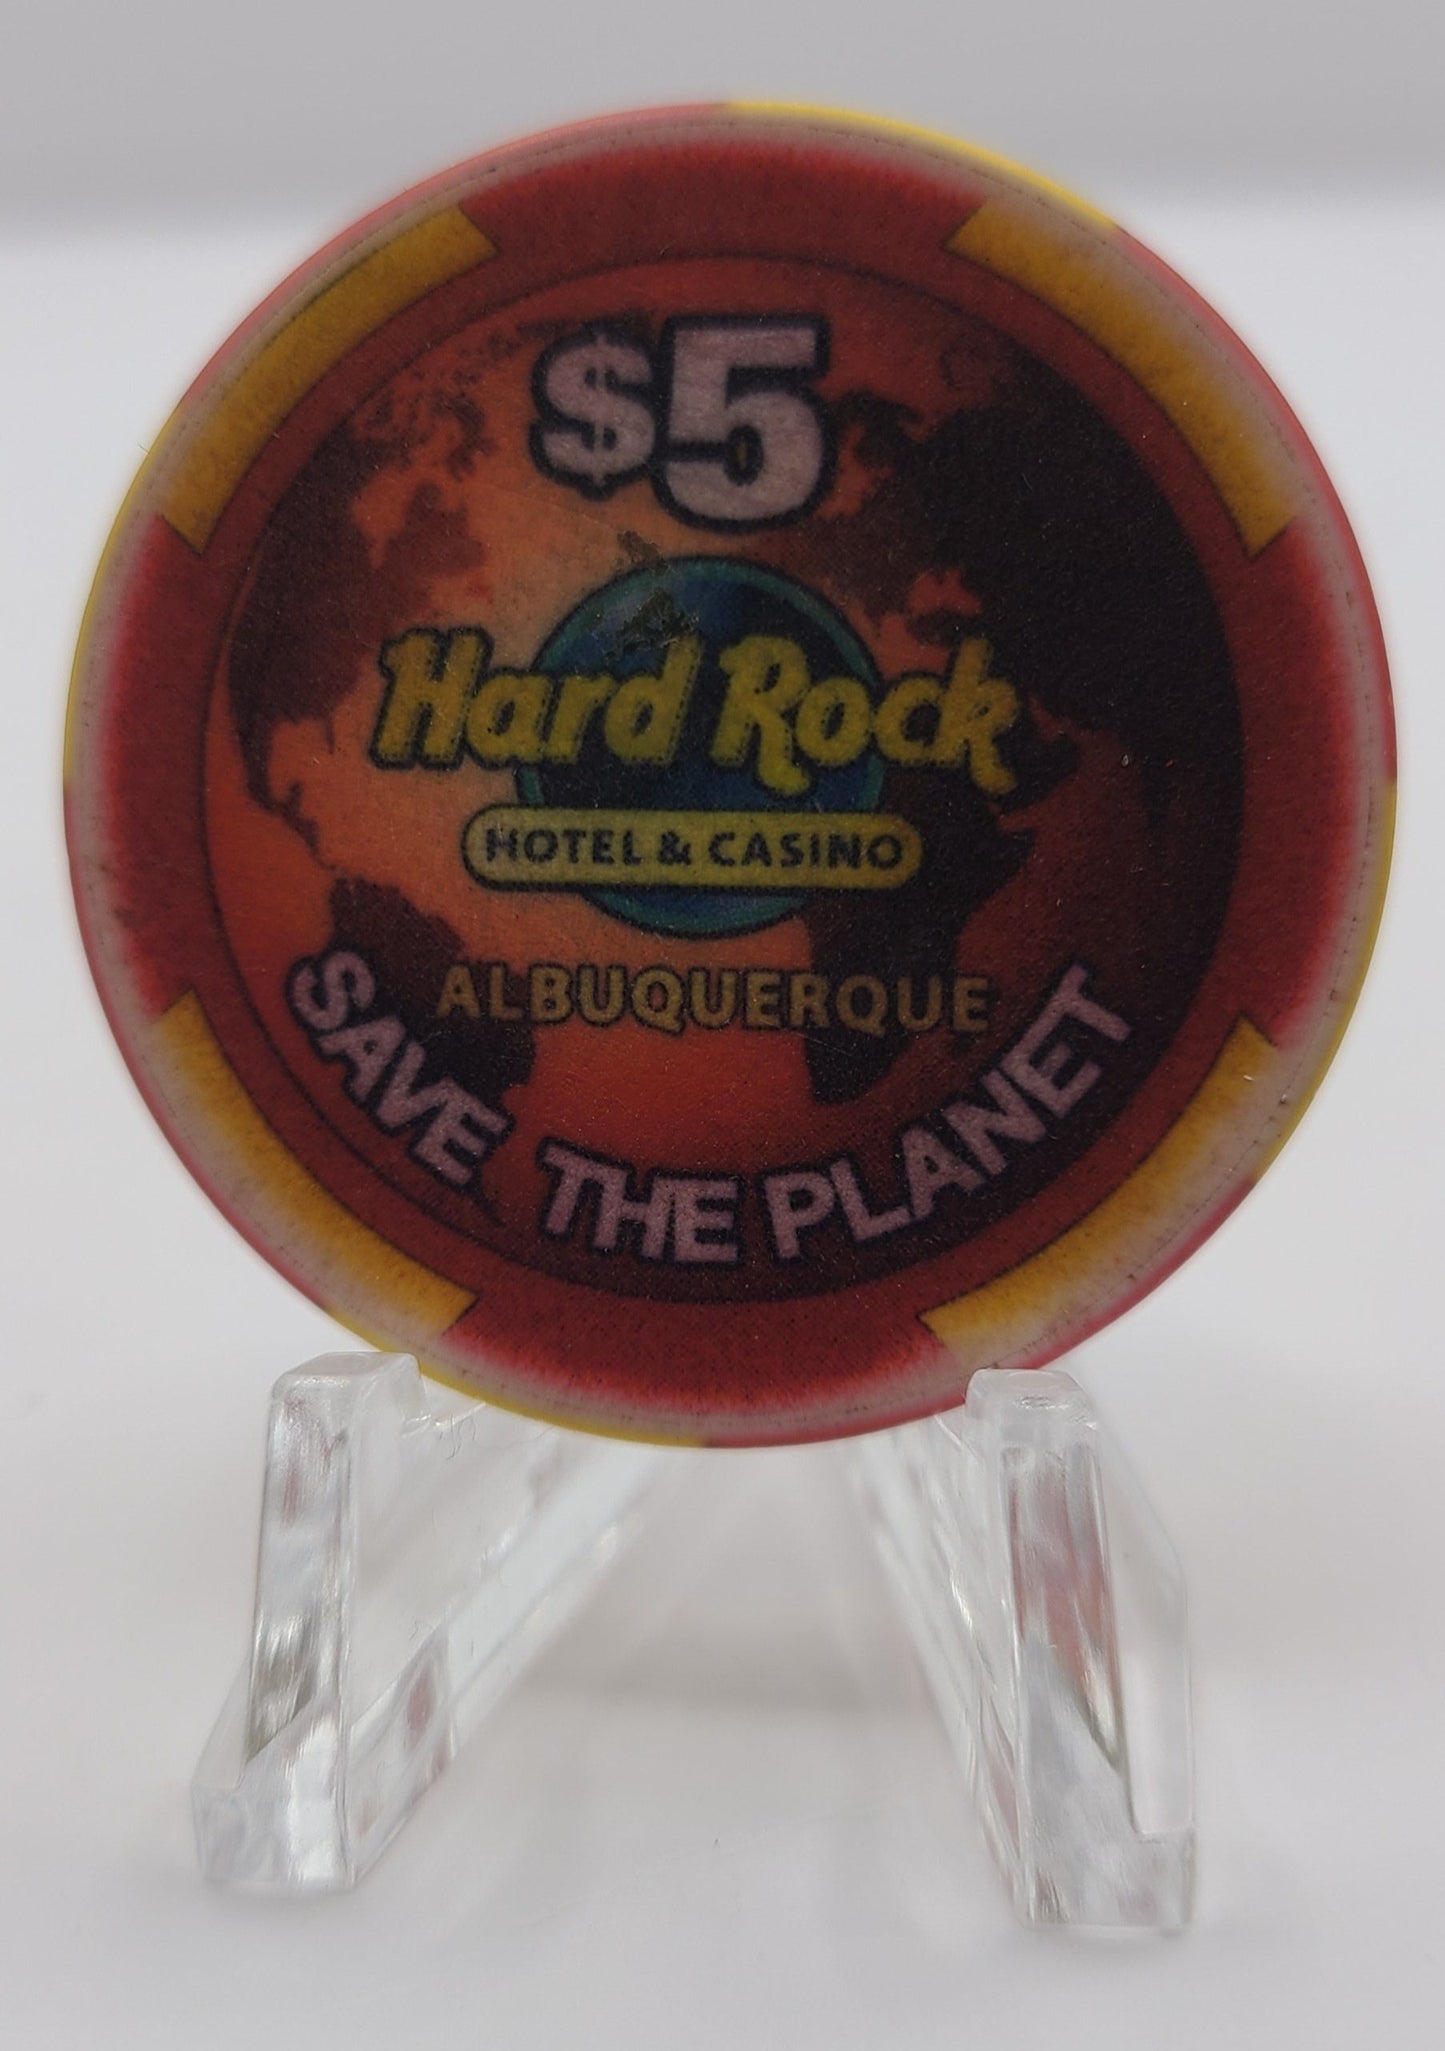 $5
Hard Rock
HOTEL & CASINO
ALBUQUERQUE
SAVE THE PLANET